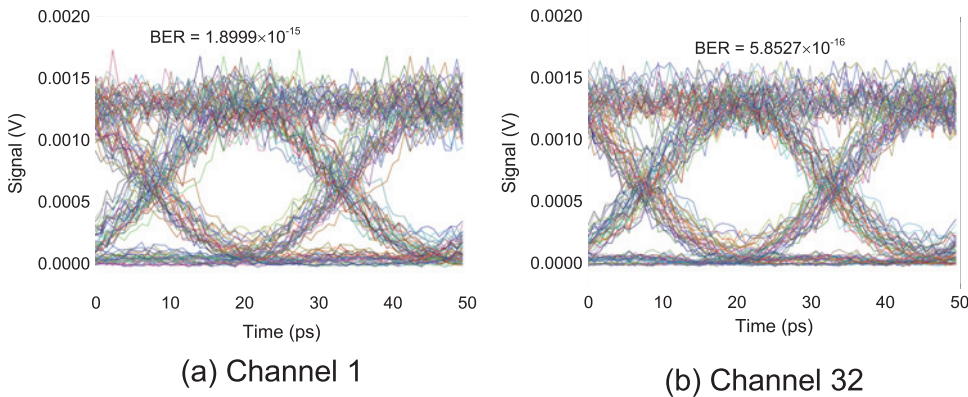 0.0020
BER = 1.8999×10⁻¹⁵
0.0015
0.0010
0.0005
0.0000
Signal (V)
0 10 20 30 40 50
Time (ps)
(a) Channel 1
0.0020
BER = 5.8527×10⁻¹⁶
0.0015
0.0010
0.0005
0.0000
Signal (V)
0 10 20 30 40 50
Time (ps)
(b) Channel 32